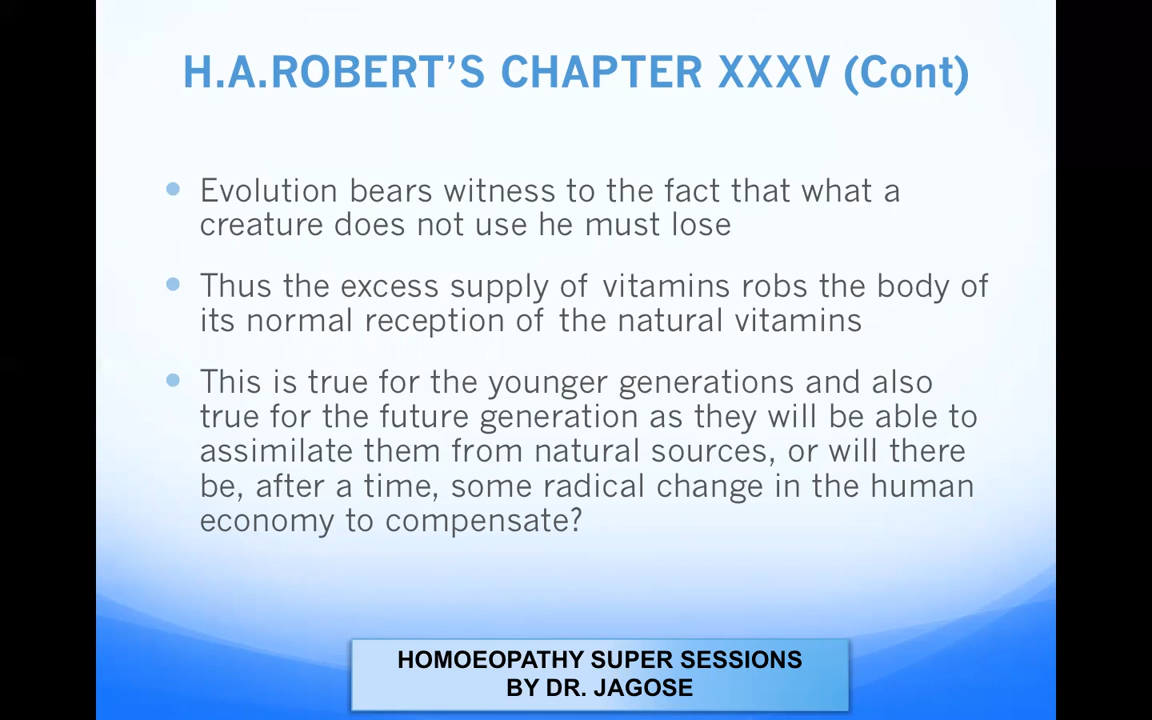 H.A.ROBERT'S CHAPTER XXXV (Cont)
• Evolution bears witness to the fact that what a
creature does not use he must lose
• Thus the excess supply of vitamins robs the body of
its normal reception of the natural vitamins
• This is true for the younger generations and also
true for the future generation as they will be able to
assimilate them from natural sources, or will there
be, after a time, some radical change in the human
economy to compensate?
HOMOEOPATHY SUPER SESSIONS
BY DR. JAGOSE